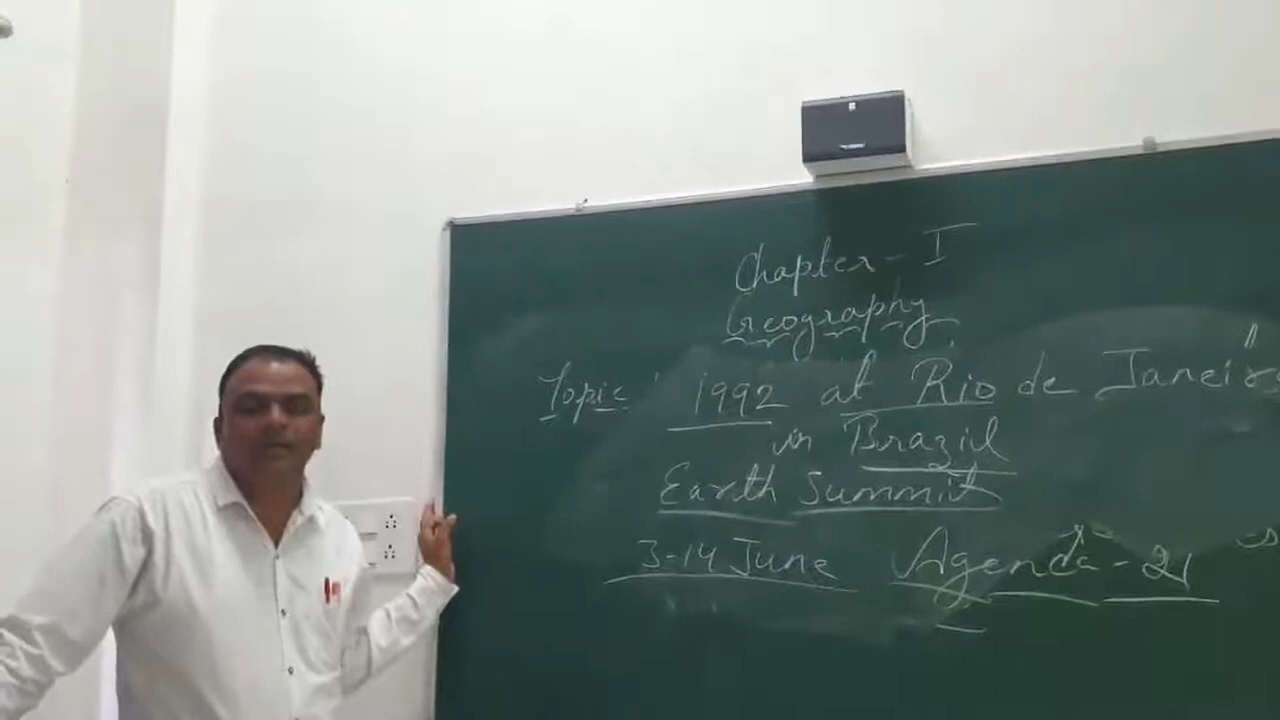 Chapter - I
Geography
Topic: 1992 at Rio de Janeiro
in Brazil
Earth Summit
3-14 June Agenda - 21